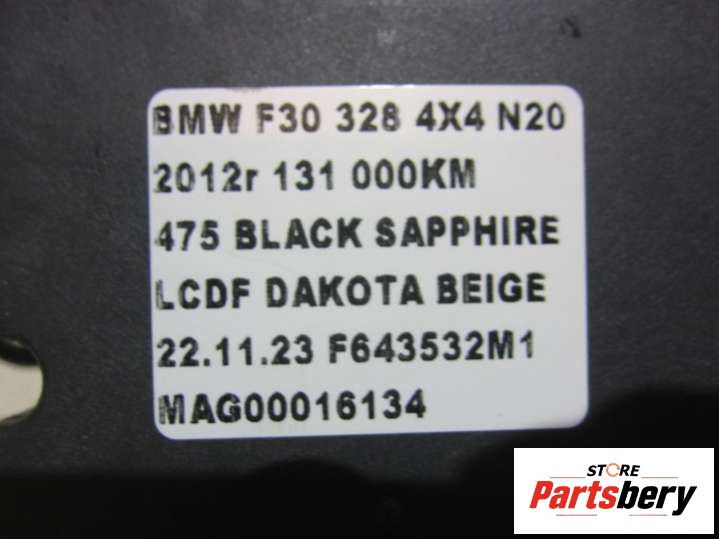 BMW F30 328 4X4 N20
2012r 131 000KM
475 BLACK SAPPHIRE
LCDF DAKOTA BEIGE
22.11.23 F643532M1
MAG00016134
STORE
Partsbery